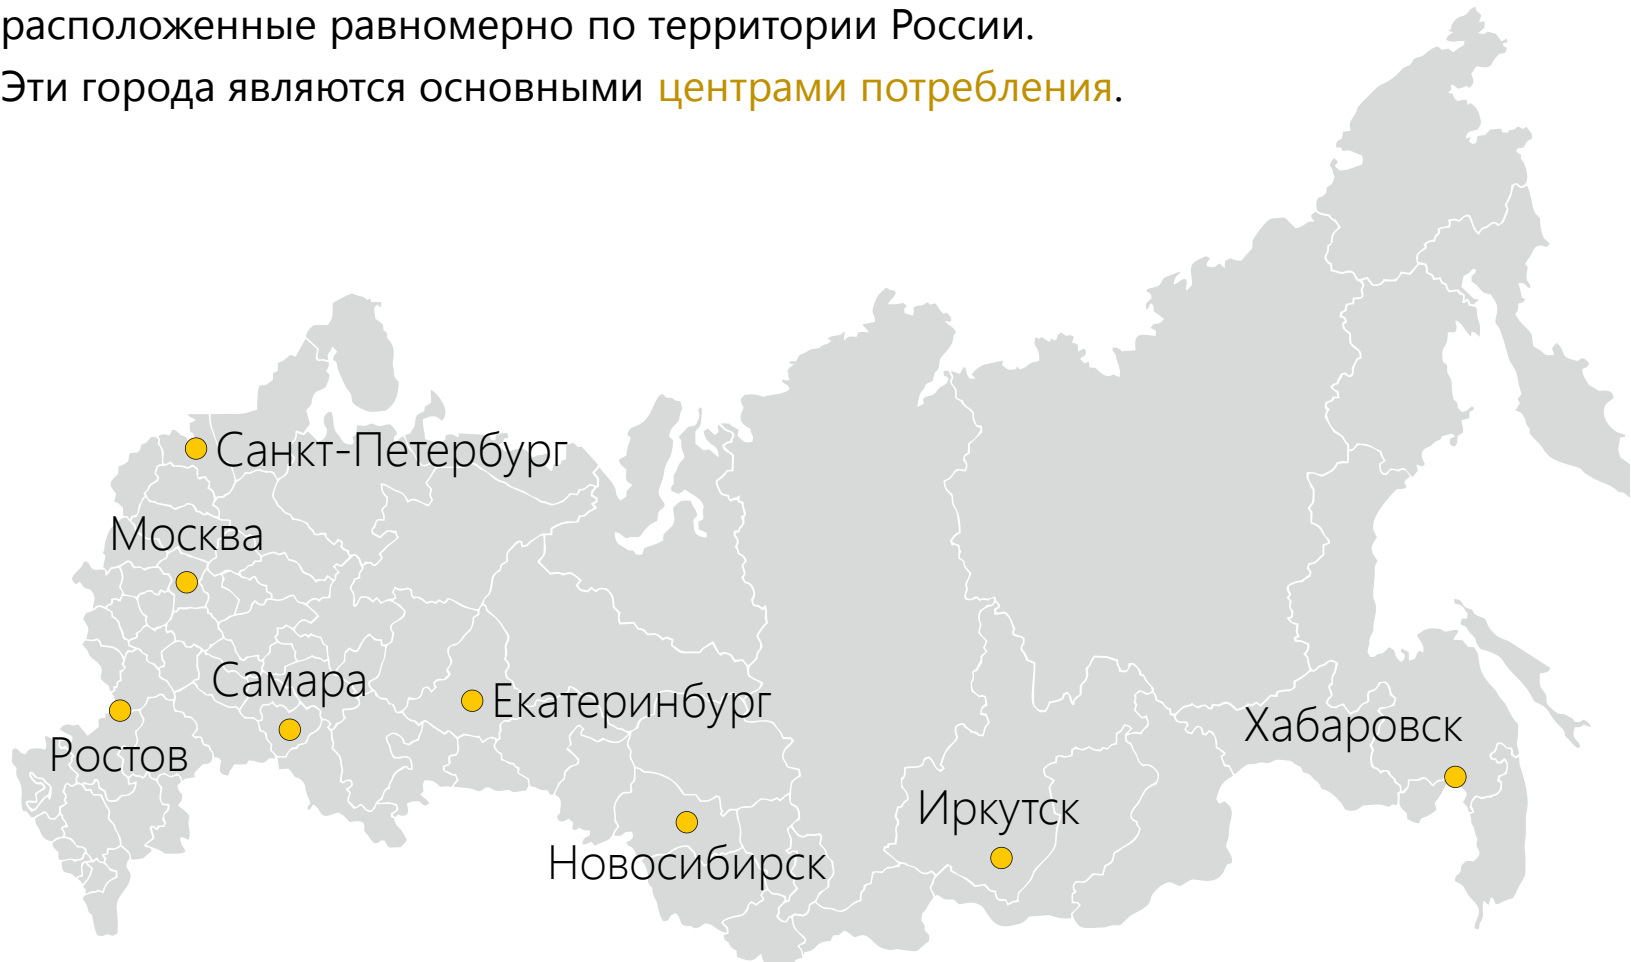 расположенные равномерно по территории России.
Эти города являются основными центрами потребления.
Санкт-Петербург
Москва
Самара
Екатеринбург
Ростов
Хабаровск
Иркутск
Новосибирск